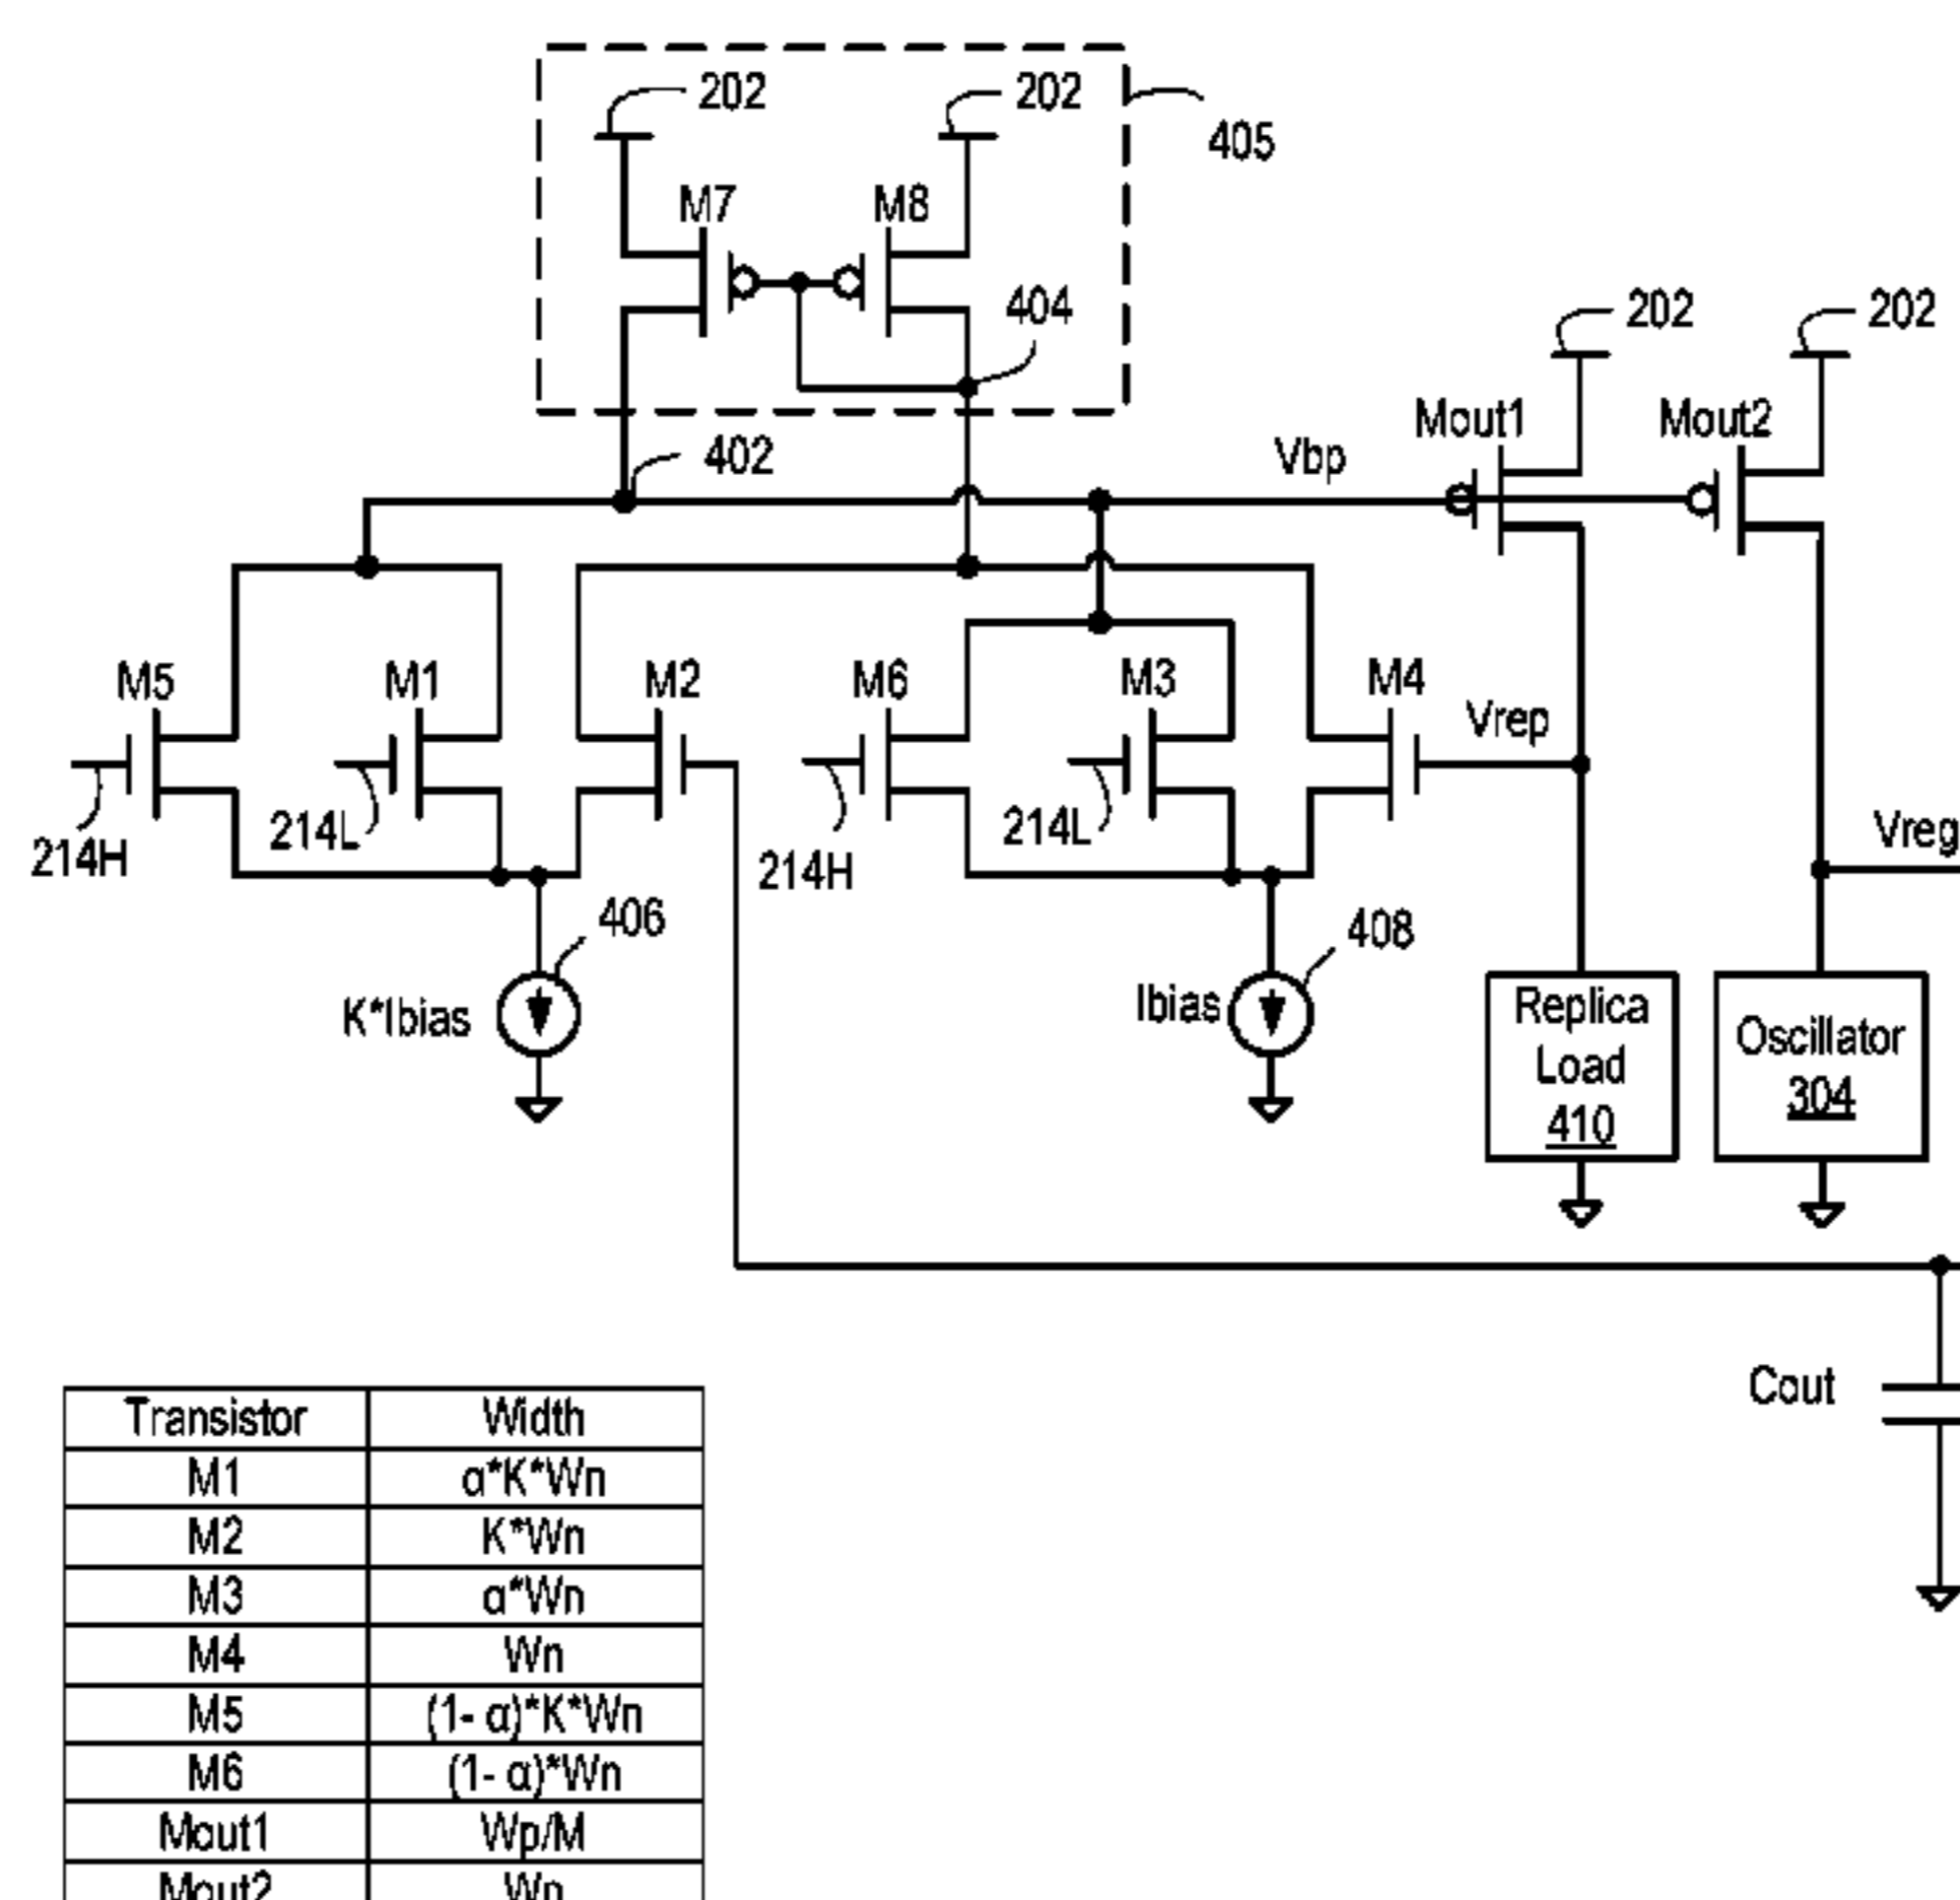 202
202
405
M7
M8
404
202
202
Mout1
Mout2
402
Vbp
M5
M1
M2
M6
M3
M4
Vrep
214H
214L
214H
214L
Vreg
406
408
K*Ibias
Ibias
Replica
Load
410
Oscillator
304
Cout
Transistor Width
M1 α*K*Wn
M2 K*Wn
M3 α*Wn
M4 Wn
M5 (1- α)*K*Wn
M6 (1- α)*Wn
Mout1 Wp/M
Mout2